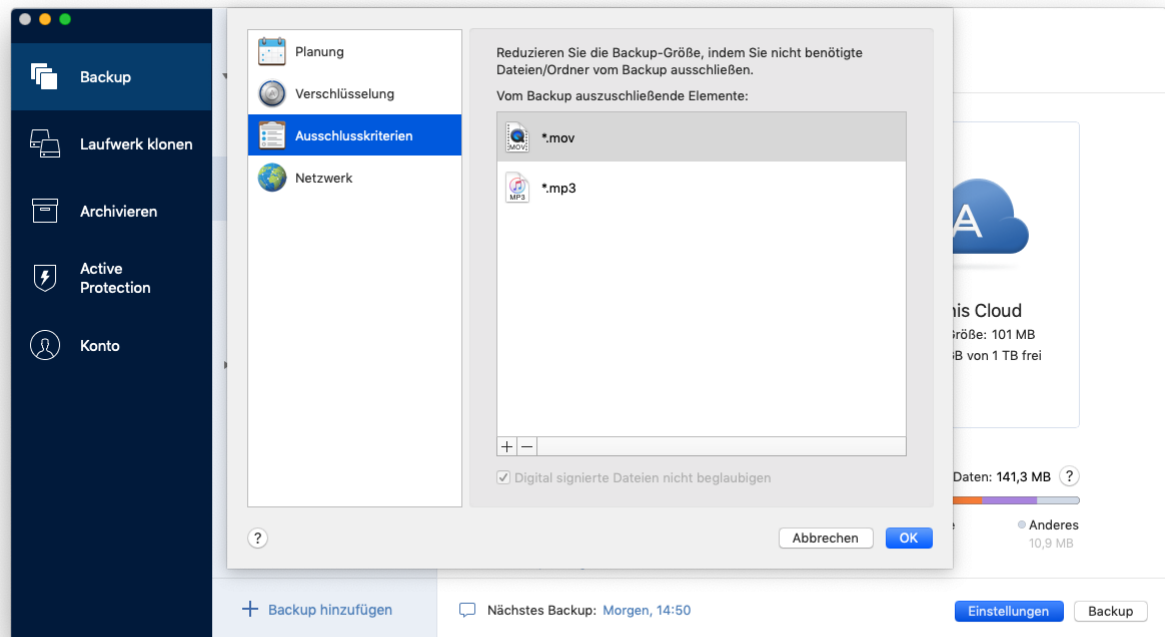 Backup
Laufwerk klonen
Archivieren
Active
Protection
Konto
Planung
Verschlüsselung
Ausschlusskriterien
Netzwerk
Reduzieren Sie die Backup-Größe, indem Sie nicht benötigte
Dateien/Ordner vom Backup ausschließen.
Vom Backup auszuschließende Elemente:
MOV
*.mov
MP3
*.mp3
+ −
Digital signierte Dateien nicht beglaubigen
?
Abbrechen
OK
A
Cloud
101 MB
von 1 TB frei
Daten: 141,3 MB ?
Anderes
10,9 MB
+ Backup hinzufügen
Nächstes Backup: Morgen, 14:50
Einstellungen
Backup